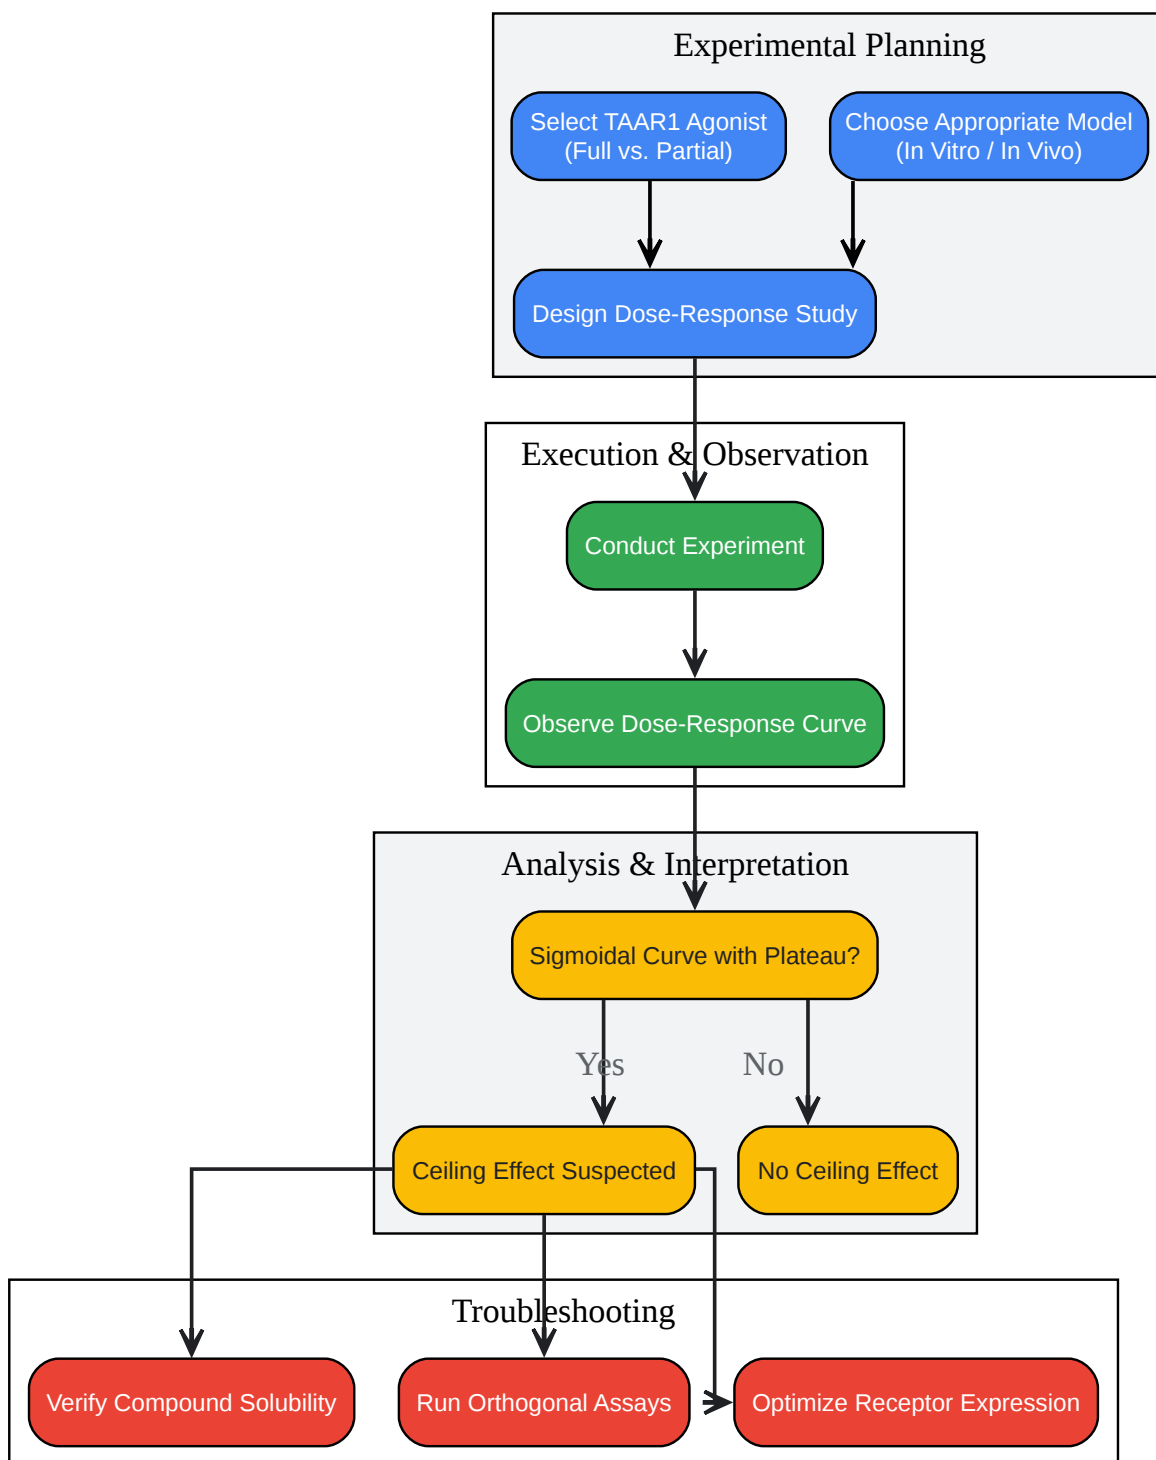 Experimental Planning
Select TAAR1 Agonist
(Full vs. Partial)
Choose Appropriate Model
(In Vitro / In Vivo)
Design Dose-Response Study
Execution & Observation
Conduct Experiment
Observe Dose-Response Curve
Analysis & Interpretation
Sigmoidal Curve with Plateau?
Yes
No
Ceiling Effect Suspected
No Ceiling Effect
Troubleshooting
Verify Compound Solubility
Run Orthogonal Assays
Optimize Receptor Expression